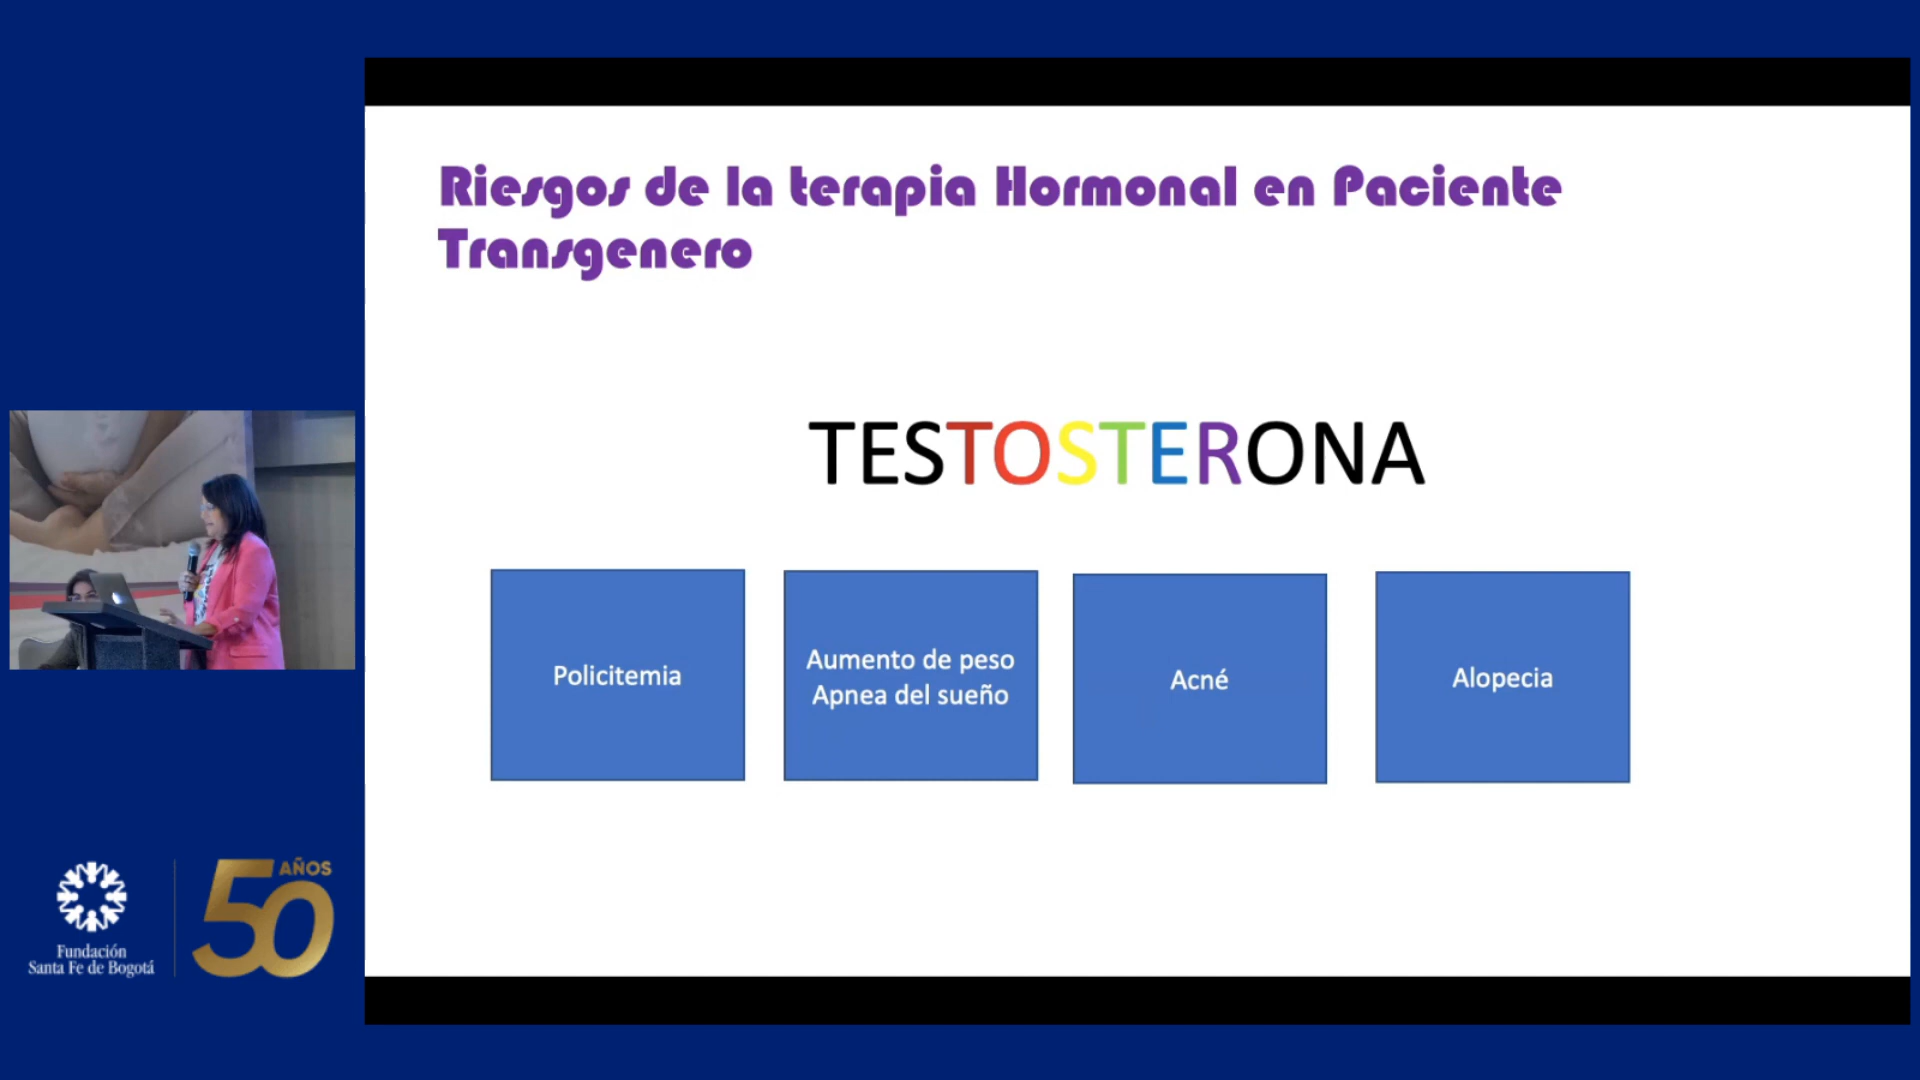 Riesgos de la terapia Hormonal en Paciente
Transgenero
TESTOSTERONA
Policitemia
Aumento de peso
Apnea del sueño
Acné
Alopecia
Fundación
Santa Fe de Bogotá
50 AÑOS